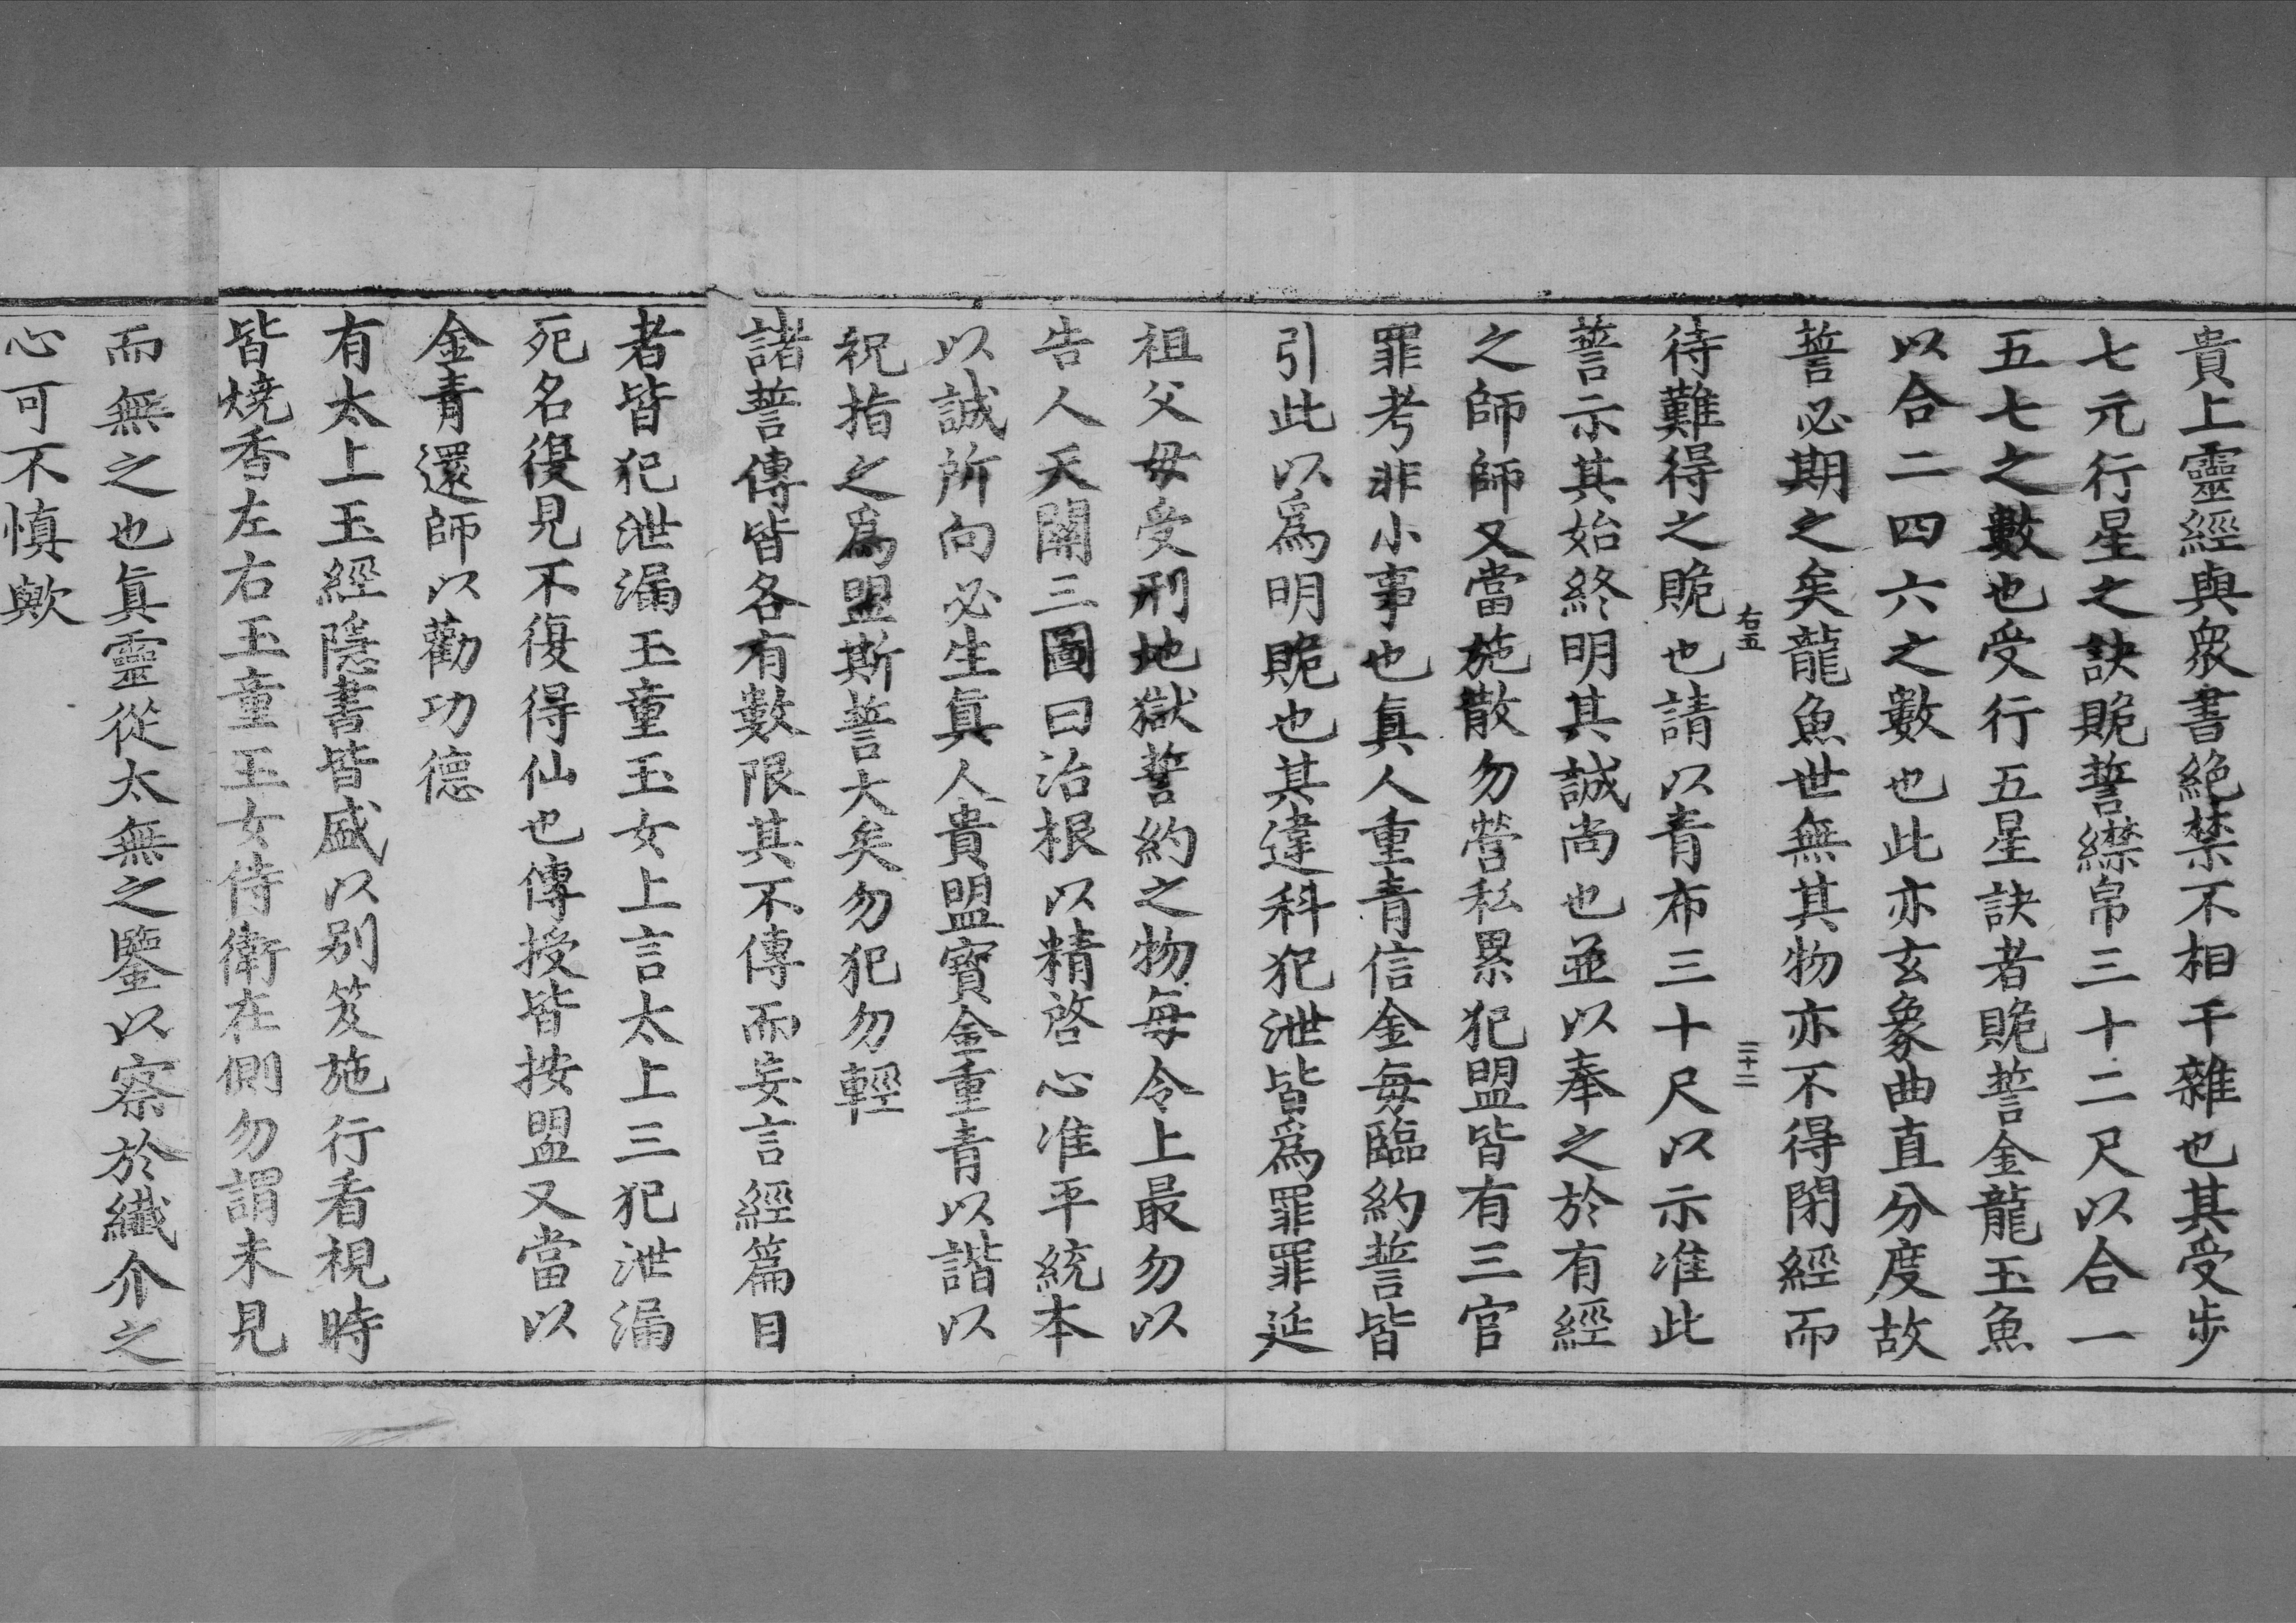 貴上靈經與衆書絶禁不相干雜也其受步
七元行星之訣賄誓繰帛三十二尺以合一
五七之數也受行五星訣者賄誓金龍玉魚
以合二四六之數也此亦玄象曲直分度故
誓必期之矣龍魚世無其物亦不得閉經而
右五 二十二
待難得之賄也請以青布三十尺以示准此
誓示其始終明其誠尚也並以奉之於有經
之師師又當施散勿營私累犯盟皆有三官
罪考非小事也真人重青信金每臨約誓皆
引此以爲明賄也其違科犯泄皆爲罪罪延
祖父母受刑地獄誓約之物每令上最勿以
告人天關三圖曰治根以精啓心准平統本
以誠所向必生真人貴盟寶金重青以諧以
祝指之爲盟斯誓大矣勿犯勿輕
諸誓傳皆各有數限其不傳而妄言經篇目
者皆犯泄漏玉童玉女上言太上三犯泄漏
死名復見不復得仙也傳授皆按盟又當以
金青還師以勸功德
有太上玉經隱書皆盛以別笈施行看視時
皆燒香左右玉童玉女侍衛在側勿謂未見
而無之也真靈從太無之鑒以察於纖介之
心可不慎歟